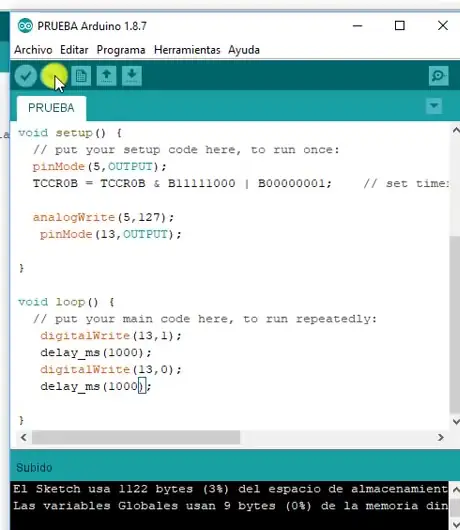 PRUEBA Arduino 1.8.7
Archivo Editar Programa Herramientas Ayuda
PRUEBA
void setup() {
// put your setup code here, to run once:
pinMode(5,OUTPUT);
TCCR0B = TCCR0B & B11111000 | B00000001; // set timer
analogWrite(5,127);
pinMode(13,OUTPUT);
}
void loop() {
// put your main code here, to run repeatedly:
digitalWrite(13,1);
delay_ms(1000);
digitalWrite(13,0);
delay_ms(1000);
}
Subido
El Sketch usa 1122 bytes (3%) del espacio de almacenamient
Las variables Globales usan 9 bytes (0%) de la memoria din